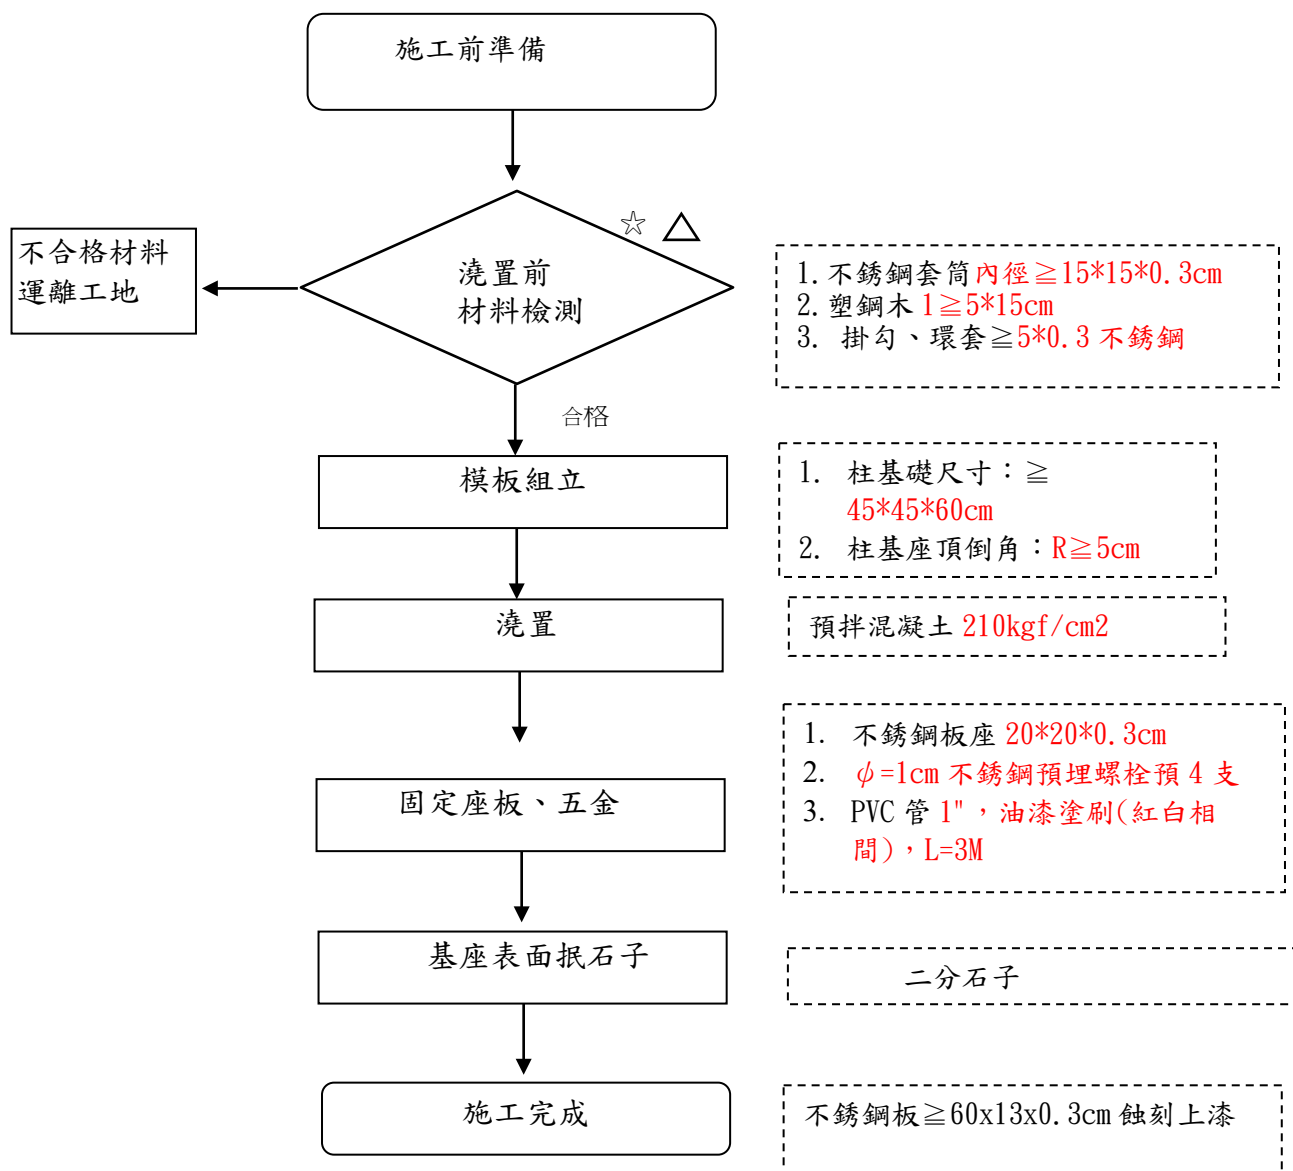 施工前準備
☆ △
不合格材料
運離工地
澆置前
材料檢測
1.不銹鋼套筒內徑≧15*15*0.3cm
2.塑鋼木 1≧5*15cm
3. 掛勾、環套≧5*0.3 不銹鋼
合格
模板組立
1. 柱基礎尺寸：≧
45*45*60cm
2. 柱基座頂倒角：R≧5cm
澆置
預拌混凝土 210kgf/cm2
1. 不銹鋼板座 20*20*0.3cm
2. ψ=1cm 不銹鋼預埋螺栓預 4 支
3. PVC 管 1"，油漆塗刷(紅白相
間)，L=3M
固定座板、五金
基座表面抿石子
二分石子
施工完成
不銹鋼板≧60x13x0.3cm 蝕刻上漆